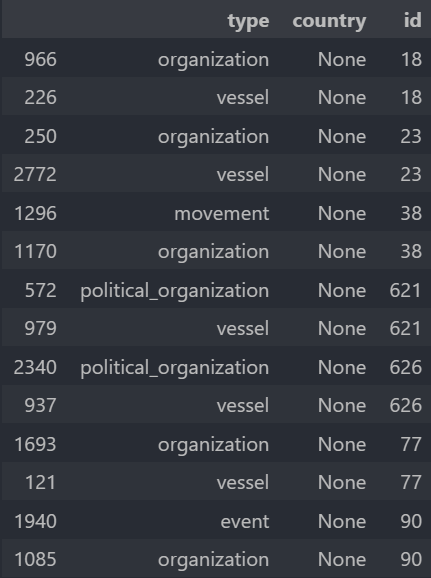 type country id
966 organization None 18
226 vessel None 18
250 organization None 23
2772 vessel None 23
1296 movement None 38
1170 organization None 38
572 political_organization None 621
979 vessel None 621
2340 political_organization None 626
937 vessel None 626
1693 organization None 77
121 vessel None 77
1940 event None 90
1085 organization None 90